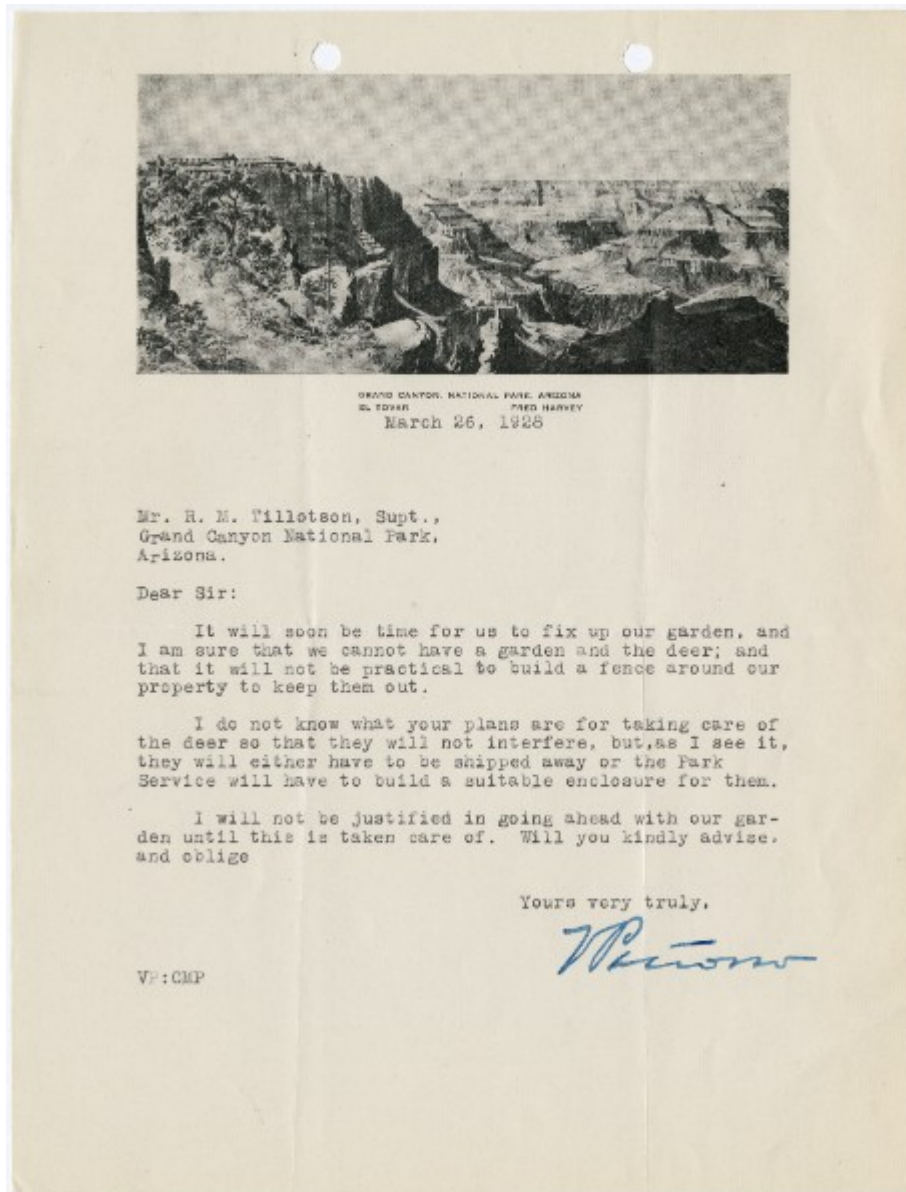 GRAND CANYON, NATIONAL PARK, ARIZONA
EL TOVAR FRED HARVEY
March 26, 1928
Mr. R. M. Tillotson, Supt.,
Grand Canyon National Park,
Arizona.
Dear Sir:
It will soon be time for us to fix up our garden, and
I am sure that we cannot have a garden and the deer; and
that it will not be practical to build a fence around our
property to keep them out.
I do not know what your plans are for taking care of
the deer so that they will not interfere, but,as I see it,
they will either have to be shipped away or the Park
Service will have to build a suitable enclosure for them.
I will not be justified in going ahead with our gar-
den until this is taken care of. Will you kindly advise,
and oblige
Yours very truly,
VP:CMP